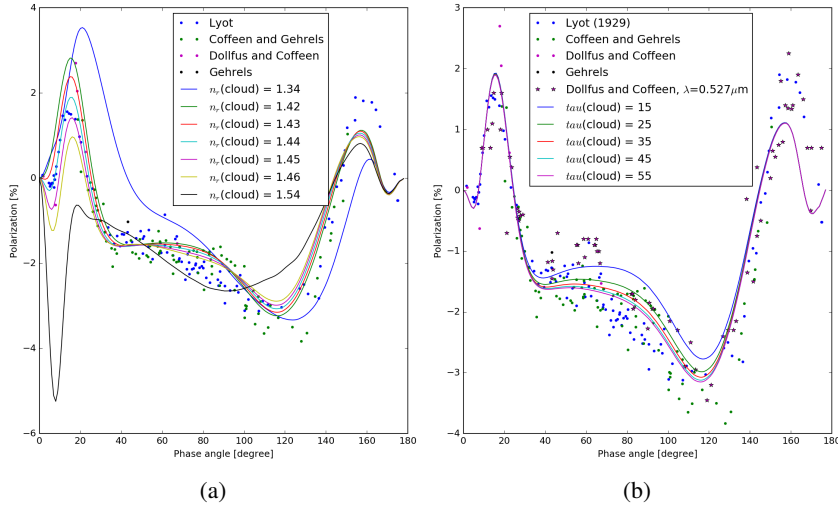 4
2
0
−2
−4
−6
Polarization [%]
0 20 40 60 80 100 120 140 160 180
Phase angle [degree]
Lyot
Coffeen and Gehrels
Dollfus and Coffeen
Gehrels
n_r(cloud) = 1.34
n_r(cloud) = 1.42
n_r(cloud) = 1.43
n_r(cloud) = 1.44
n_r(cloud) = 1.45
n_r(cloud) = 1.46
n_r(cloud) = 1.54
(a)
3
2
1
0
−1
−2
−3
−4
Polarization [%]
0 20 40 60 80 100 120 140 160 180
Phase angle [degree]
Lyot (1929)
Coffeen and Gehrels
Dollfus and Coffeen
Gehrels
Dollfus and Coffeen, λ=0.527μm
tau(cloud) = 15
tau(cloud) = 25
tau(cloud) = 35
tau(cloud) = 45
tau(cloud) = 55
(b)